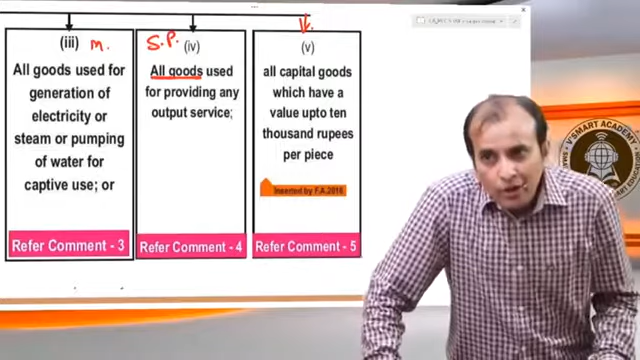 (iii) m.
All goods used for
generation of
electricity or
steam or pumping
of water for
captive use; or
Refer Comment - 3
S.P. (iv)
All goods used
for providing any
output service;
Refer Comment - 4
(v)
all capital goods
which have a
value upto ten
thousand rupees
per piece
Inserted by F.A.2016
Refer Comment - 5
V'SMART ACADEMY